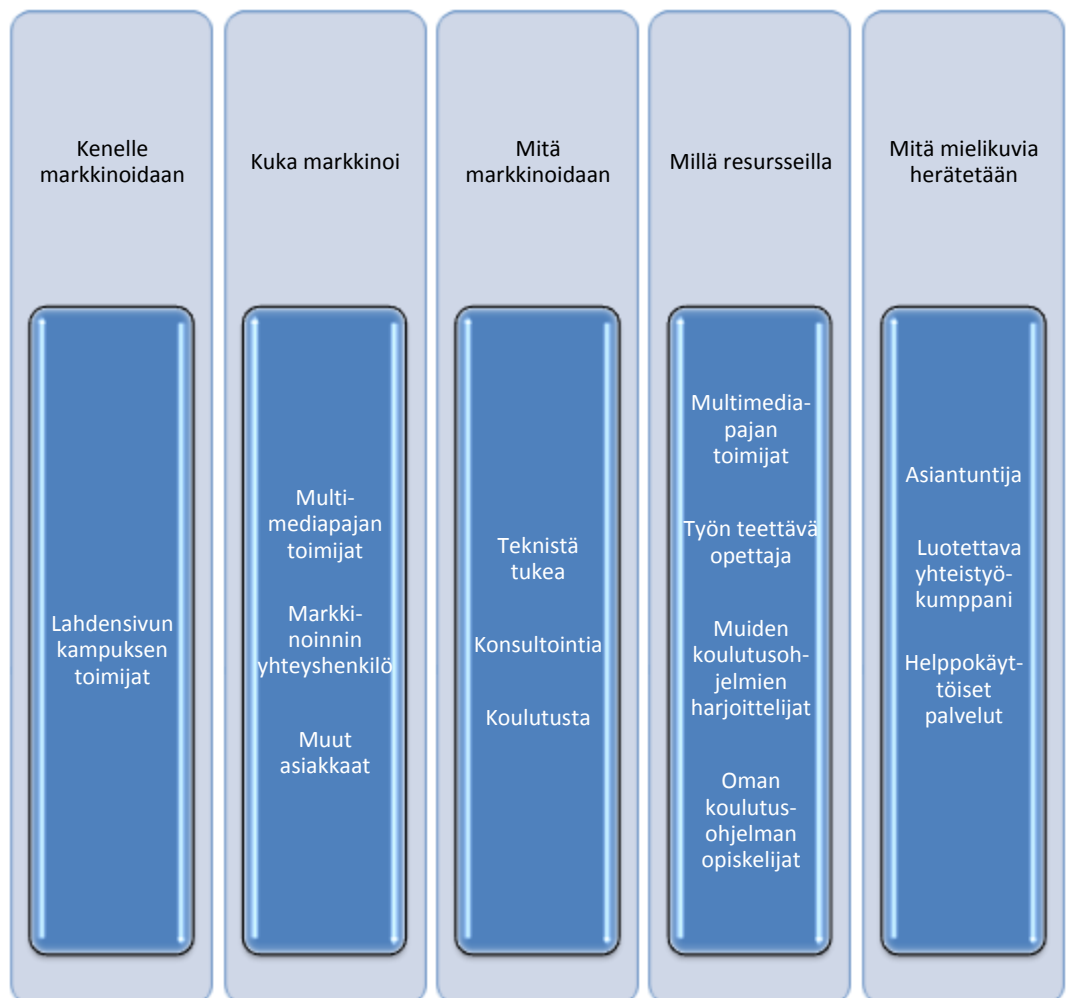 Kenelle
markkinoidaan
Lahdensivun
kampuksen
toimijat
Kuka markkinoi
Multi-
mediapajan
toimijat
Markki-
noinnin
yhteyshenkilö
Muut
asiakkaat
Mitä
markkinoidaan
Teknistä
tukea
Konsultointia
Koulutusta
Millä resursseilla
Multimedia-
pajan
toimijat
Työn teettävä
opettaja
Muiden
koulutusoh-
jelmien
harjoittelijat
Oman
koulutus-
ohjelman
opiskelijat
Mitä mielikuvia
herätetään
Asiantuntija
Luotettava
yhteistyö-
kumppani
Helppokäyt-
töiset
palvelut